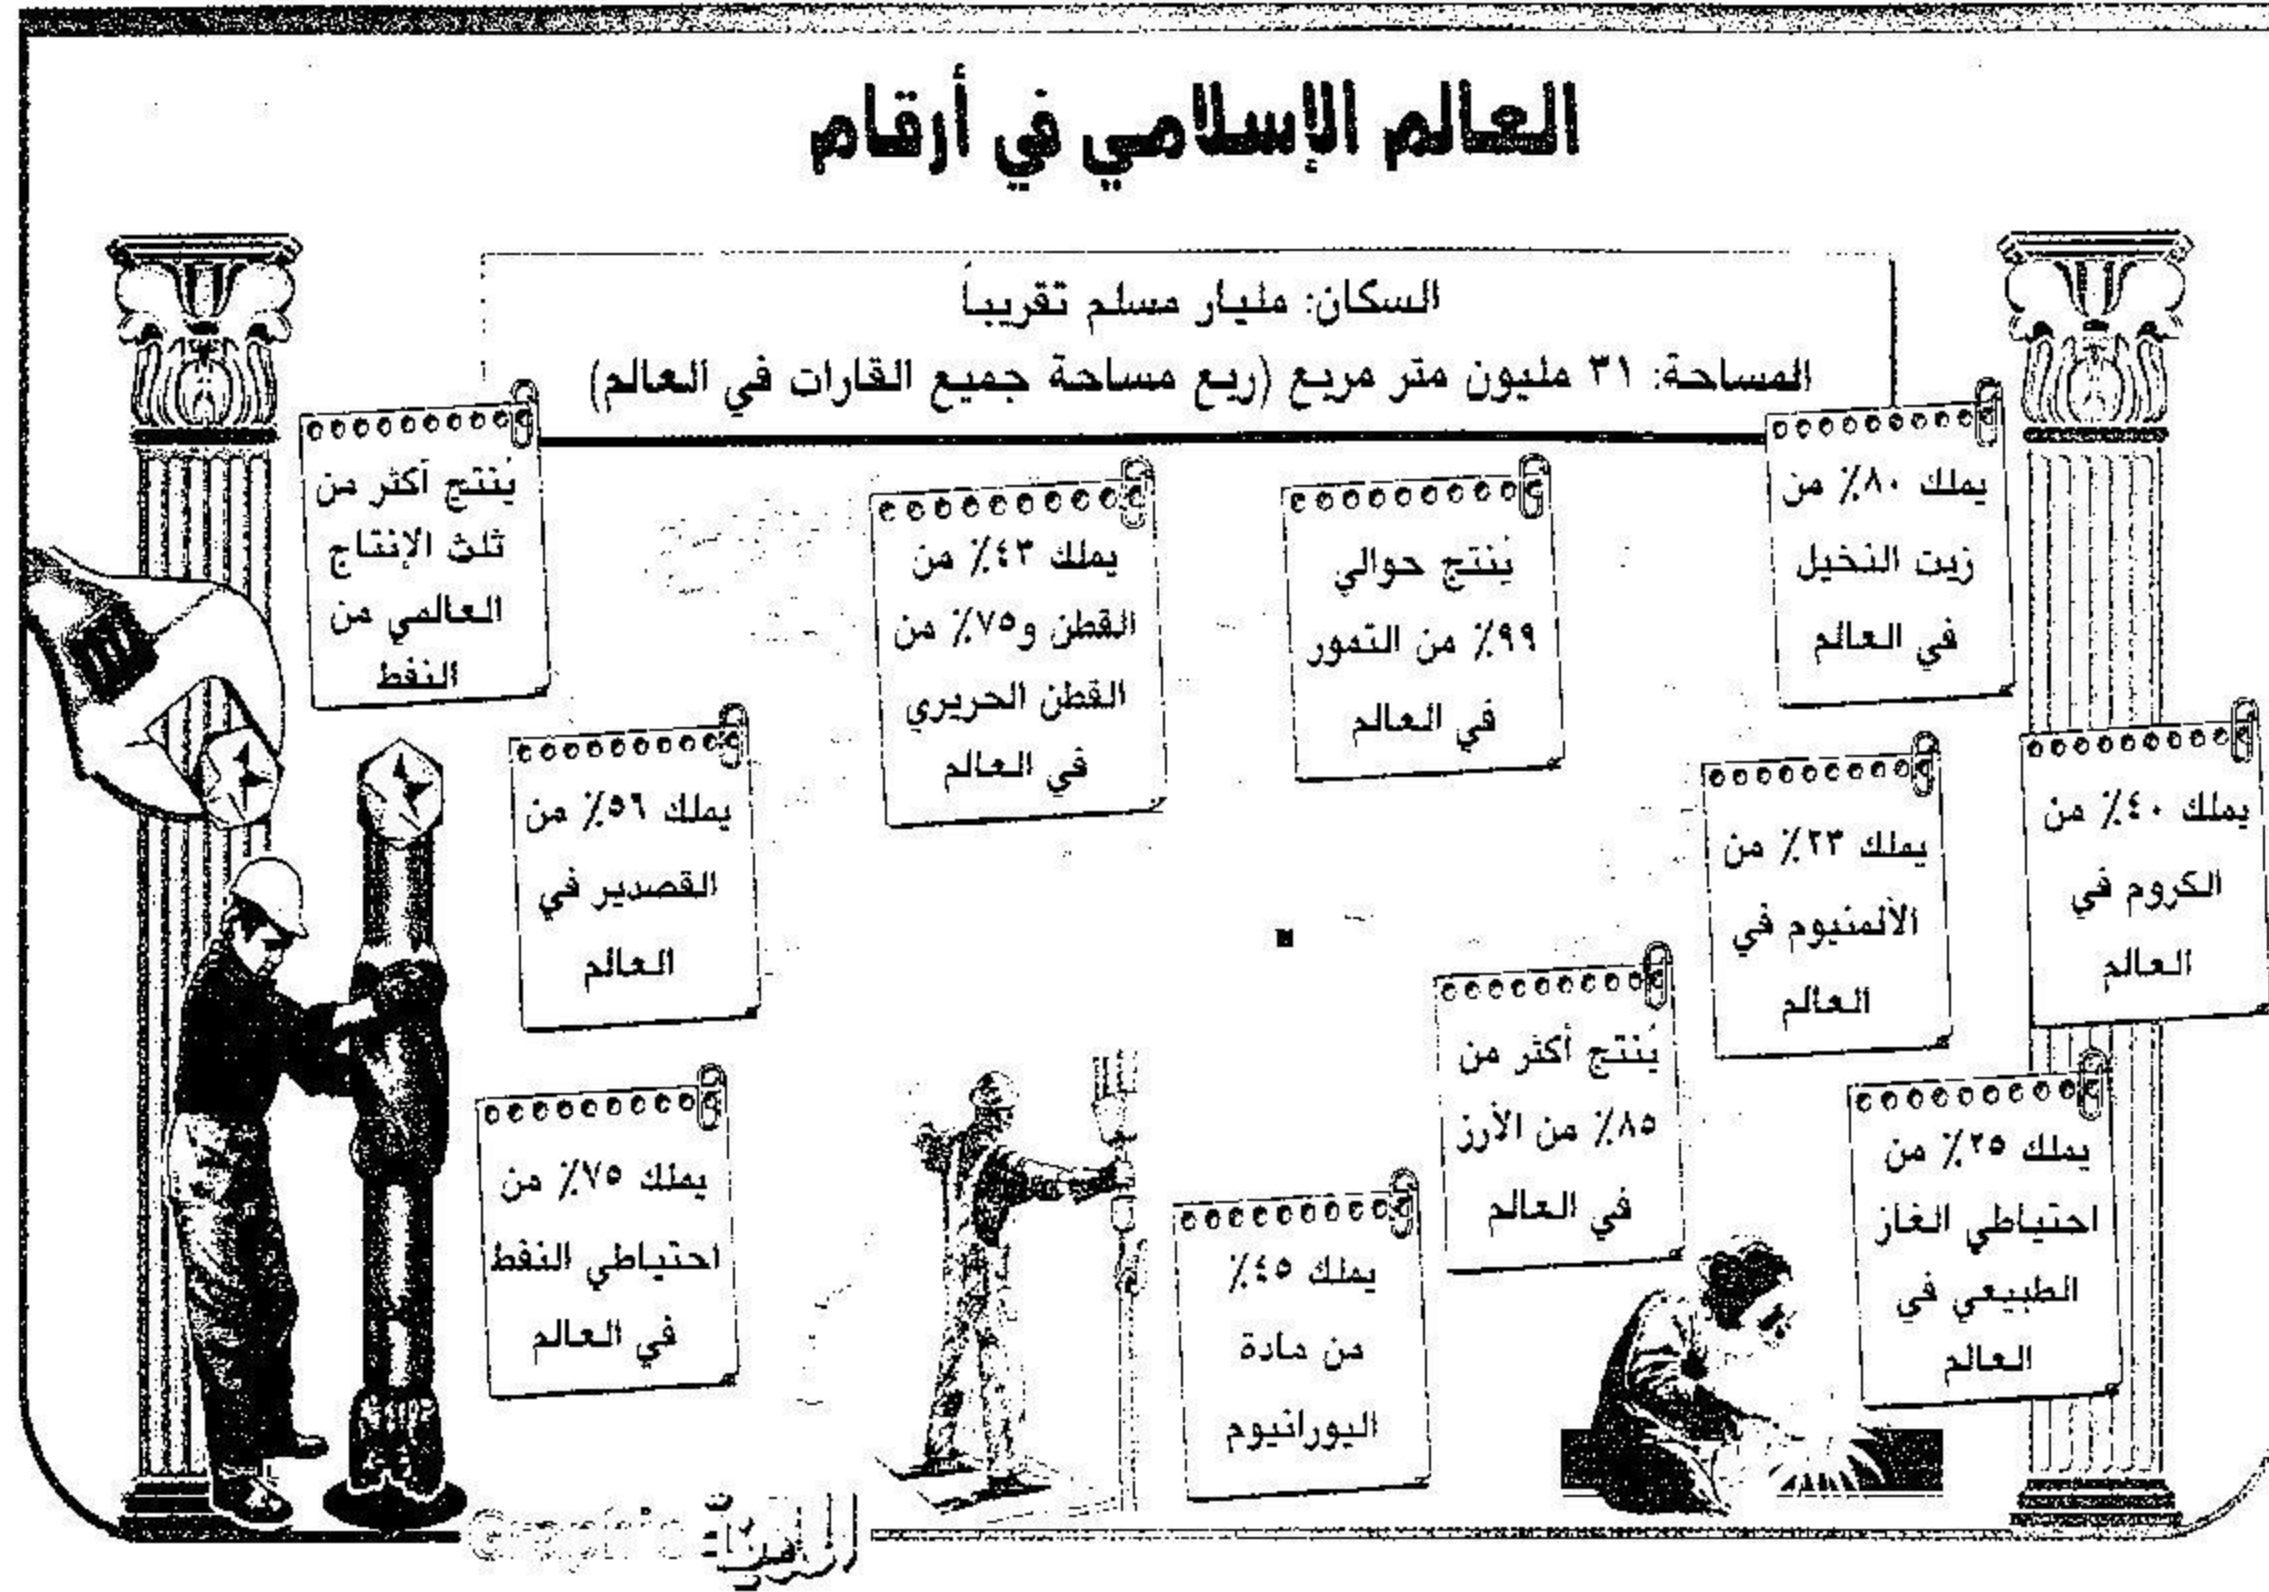 العالم الإسلامي في أرقام
السكان: مليار مسلم تقريباً
المساحة: ٣١ مليون متر مربع (ربع مساحة جميع القارات في العالم)
يملك ٨٠٪ من
زيت النخيل
في العالم
يُنتج حوالي
٩٩٪ من التمور
في العالم
يملك ٤٣٪ من
القطن و٧٥٪ من
القطن الحريري
في العالم
يُنتج أكثر من
ثلث الإنتاج
العالمي من
النفط
يملك ٤٠٪ من
الكروم في
العالم
يملك ٢٣٪ من
الألمنيوم في
العالم
يملك ٥٦٪ من
القصدير في
العالم
يُنتج أكثر من
٨٥٪ من الأرز
في العالم
يملك ٢٥٪ من
احتياطي الغاز
الطبيعي في
العالم
يملك ٤٥٪
من مادة
اليورانيوم
يملك ٧٥٪ من
احتياطي النفط
في العالم
Graphic